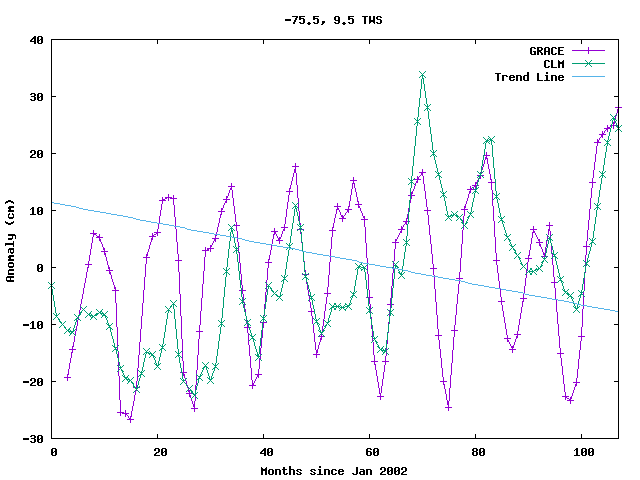 -75.5, 9.5 TWS
GRACE
CLM
Trend Line
40
30
20
10
0
-10
-20
-30
Anomaly (cm)
0 20 40 60 80 100
Months since Jan 2002